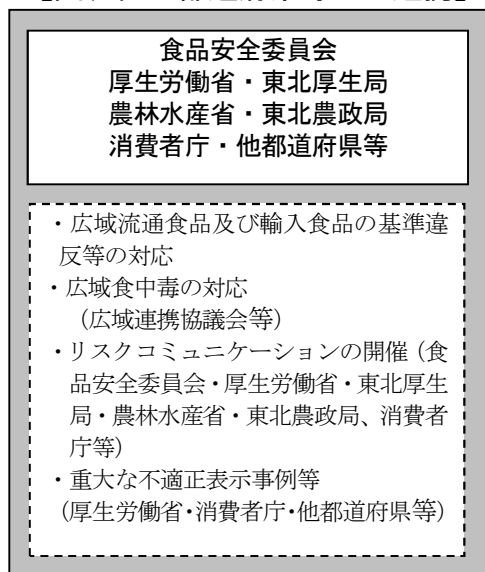 食品安全委員会
厚生労働省・東北厚生局
農林水産省・東北農政局
消費者庁・他都道府県等
・広域流通食品及び輸入食品の基準違
反等の対応
・広域食中毒の対応
（広域連携協議会等）
・リスクコミュニケーションの開催（食
品安全委員会・厚生労働省・東北厚生
局・農林水産省・東北農政局、消費者
庁等）
・重大な不適正表示事例等
（厚生労働省・消費者庁・他都道府県等）